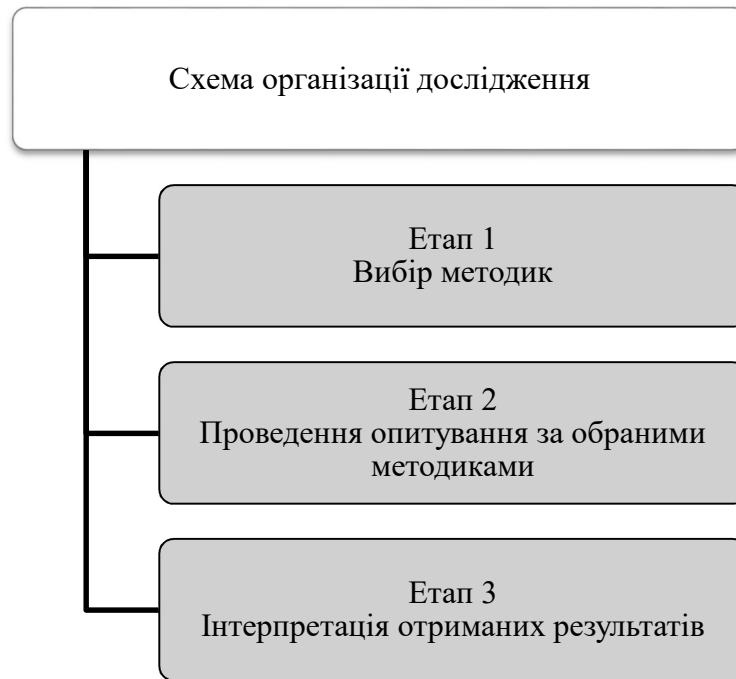 Схема організації дослідження
Етап 1
Вибір методик
Етап 2
Проведення опитування за обраними
методиками
Етап 3
Інтерпретація отриманих результатів